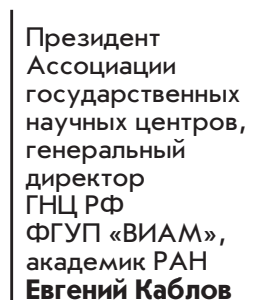 Президент
Ассоциации
государственных
научных центров,
генеральный
директор
ГНЦ РФ
ФГУП «ВИАМ»,
академик РАН
Евгений Каблов